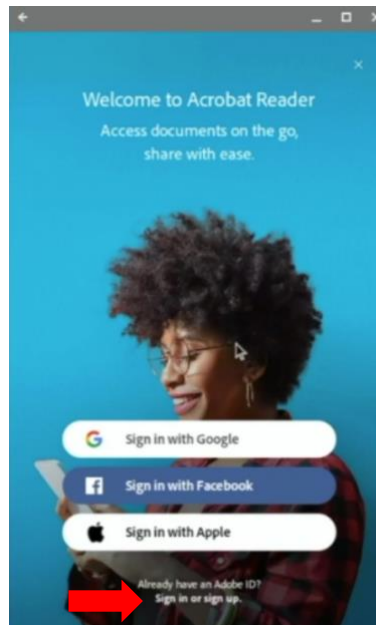 Welcome to Acrobat Reader
Access documents on the go,
share with ease.
Sign in with Google
Sign in with Facebook
Sign in with Apple
Already have an Adobe ID?
Sign in or sign up.